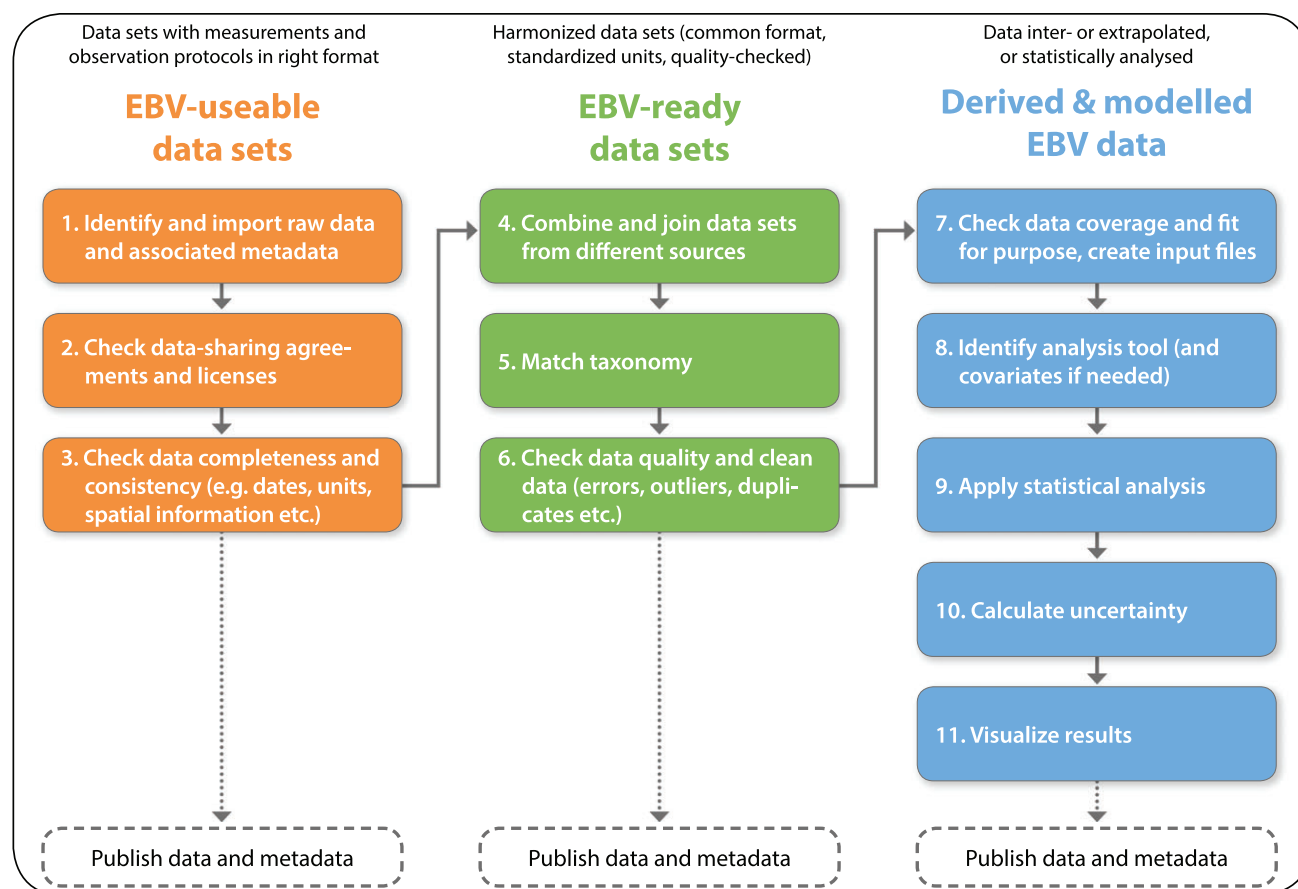 Data sets with measurements and
observation protocols in right format
EBV-useable
data sets
1. Identify and import raw data
and associated metadata
2. Check data-sharing agree-
ments and licenses
3. Check data completeness and
consistency (e.g. dates, units,
spatial information etc.)
Publish data and metadata
Harmonized data sets (common format,
standardized units, quality-checked)
EBV-ready
data sets
4. Combine and join data sets
from different sources
5. Match taxonomy
6. Check data quality and clean
data (errors, outliers, dupli-
cates etc.)
Publish data and metadata
Data inter- or extrapolated,
or statistically analysed
Derived & modelled
EBV data
7. Check data coverage and fit
for purpose, create input files
8. Identify analysis tool (and
covariates if needed)
9. Apply statistical analysis
10. Calculate uncertainty
11. Visualize results
Publish data and metadata